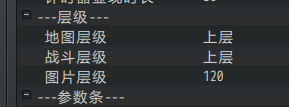 ---层级---
地图层级 上层
战斗层级 上层
图片层级 120
---参数条---